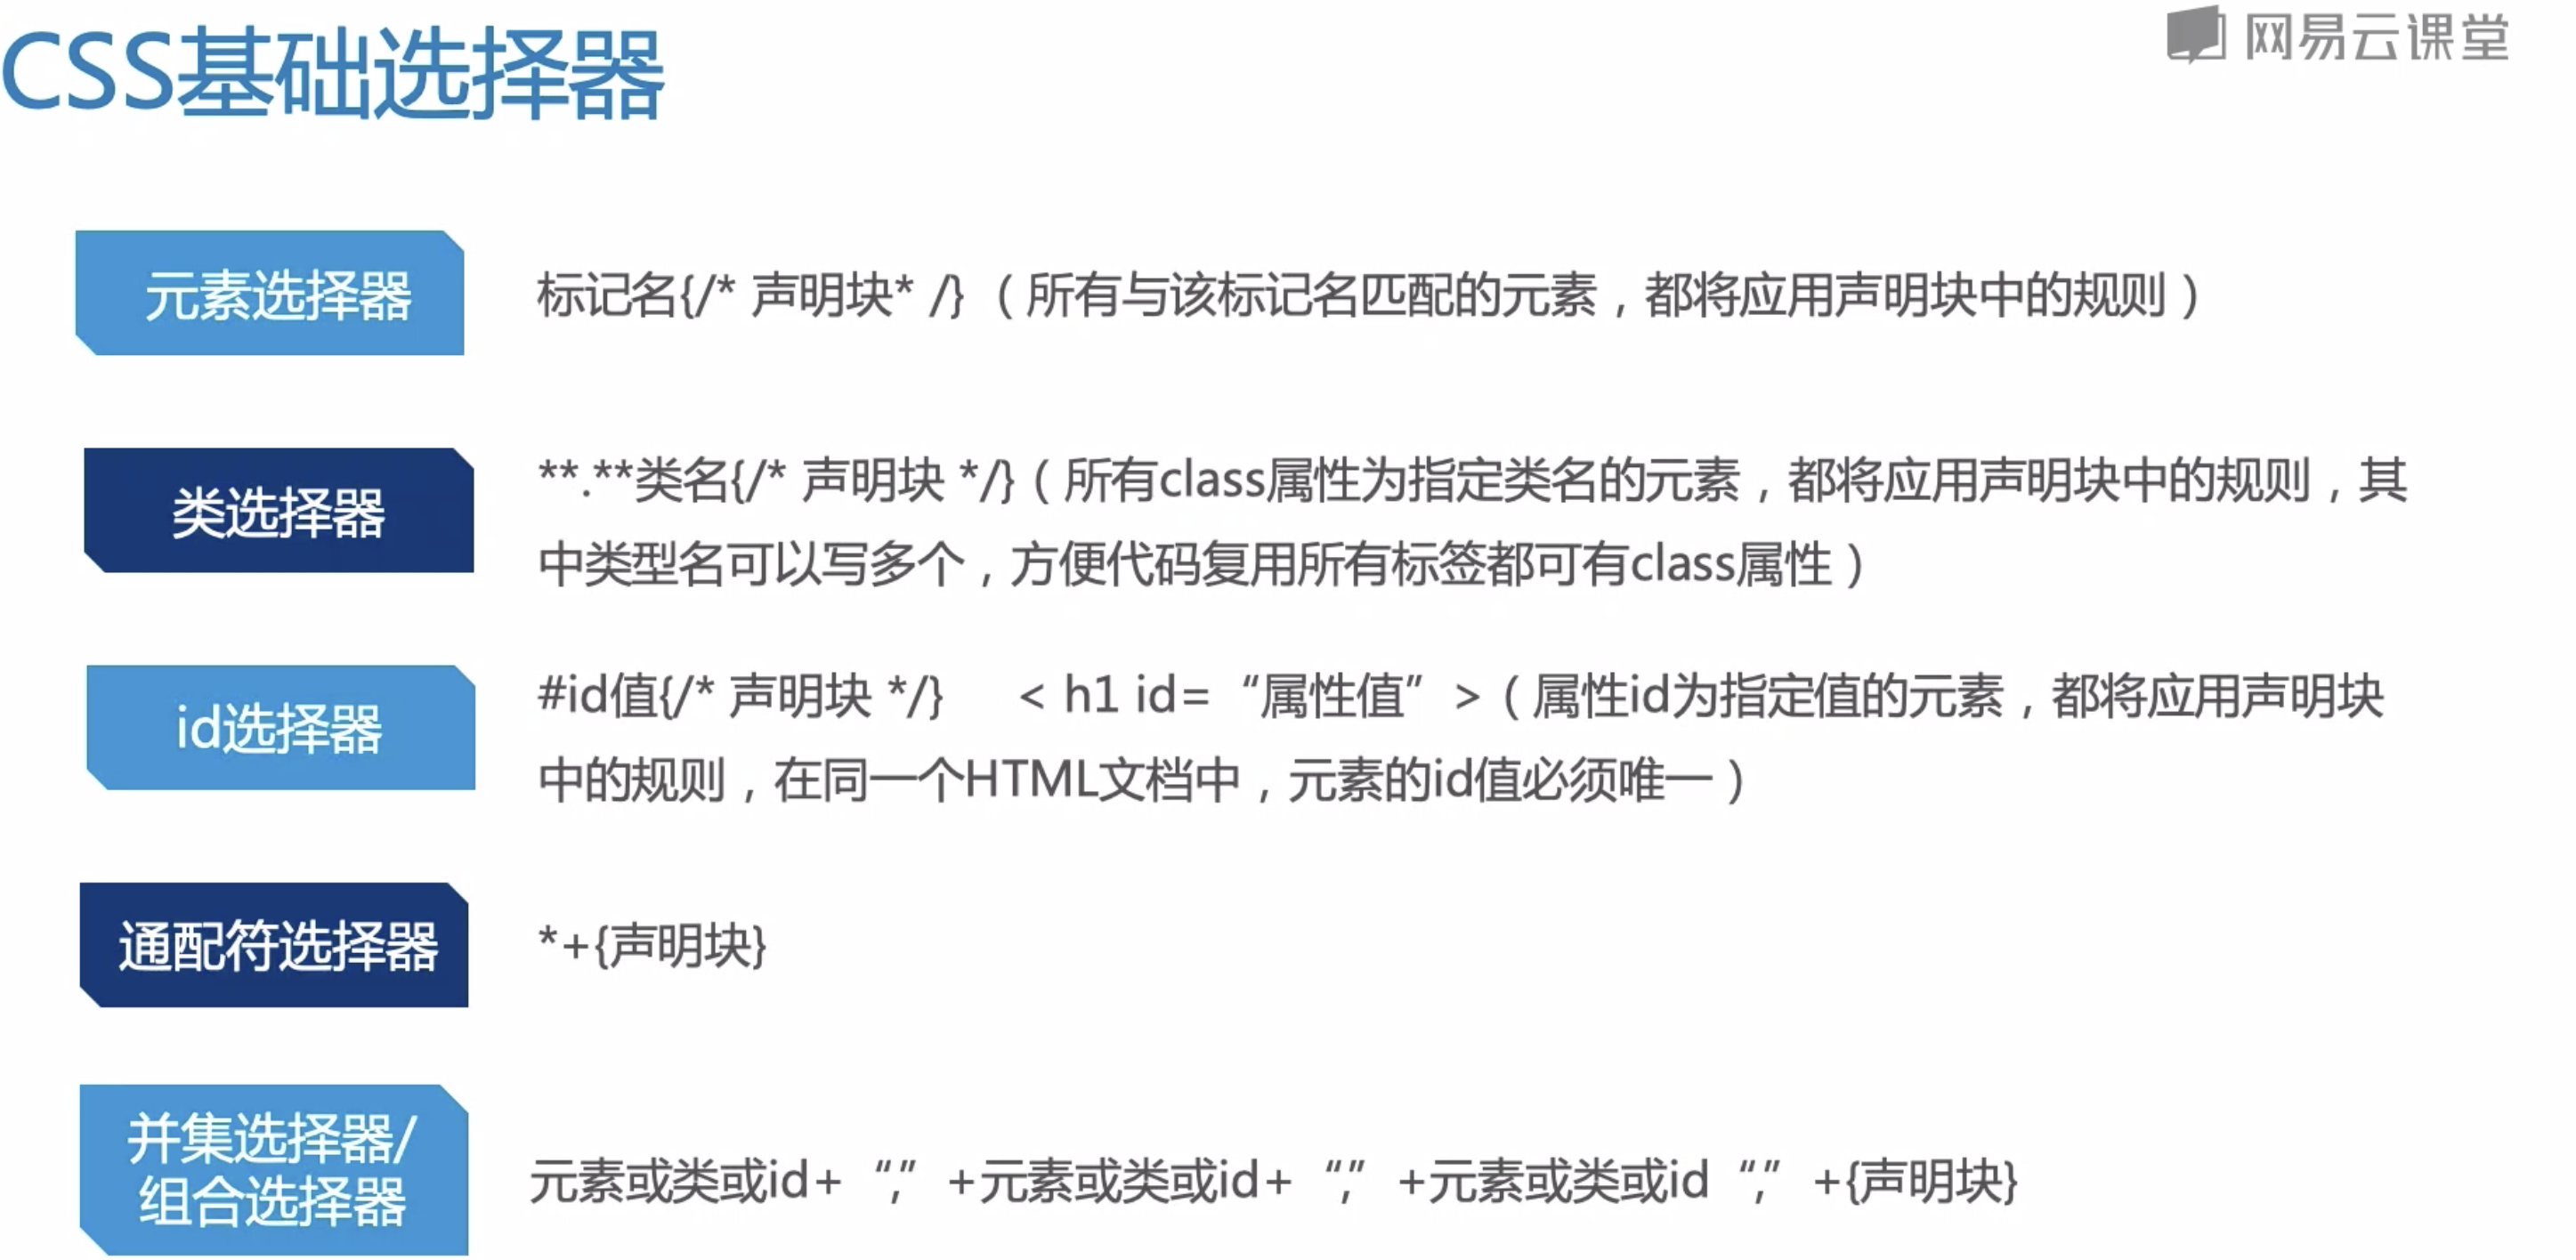 CSS基础选择器
网易云课堂
元素选择器
标记名{/* 声明块* /}（所有与该标记名匹配的元素，都将应用声明块中的规则）
类选择器
**.**类名{/* 声明块 */}（所有class属性为指定类名的元素，都将应用声明块中的规则，其
中类型名可以写多个，方便代码复用所有标签都可有class属性）
id选择器
#id值{/* 声明块 */} < h1 id=“属性值” >（属性id为指定值的元素，都将应用声明块
中的规则，在同一个HTML文档中，元素的id值必须唯一）
通配符选择器
*+{声明块}
并集选择器/
组合选择器
元素或类或id+“,”+元素或类或id+“,”+元素或类或id“,”+{声明块}